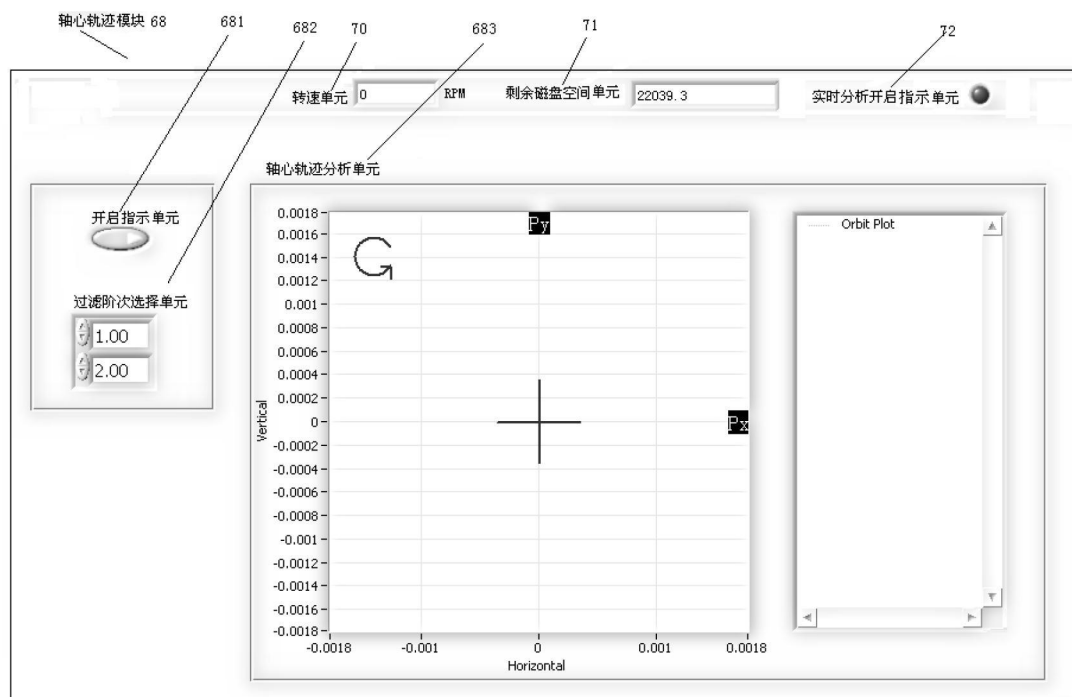 轴心轨迹模块 68
681
682
70
683
71
72
转速单元 0 RPM
剩余磁盘空间单元 22039.3
实时分析开启指示单元
轴心轨迹分析单元
开启指示单元
过滤阶次选择单元
1.00
2.00
0.0018
0.0016
0.0014
0.0012
0.001
0.0008
0.0006
0.0004
0.0002
0
-0.0002
-0.0004
-0.0006
-0.0008
-0.001
-0.0012
-0.0014
-0.0016
-0.0018
Vertical
Py
Px
-0.0018 -0.001 0 0.001 0.0018
Horizontal
Orbit Plot